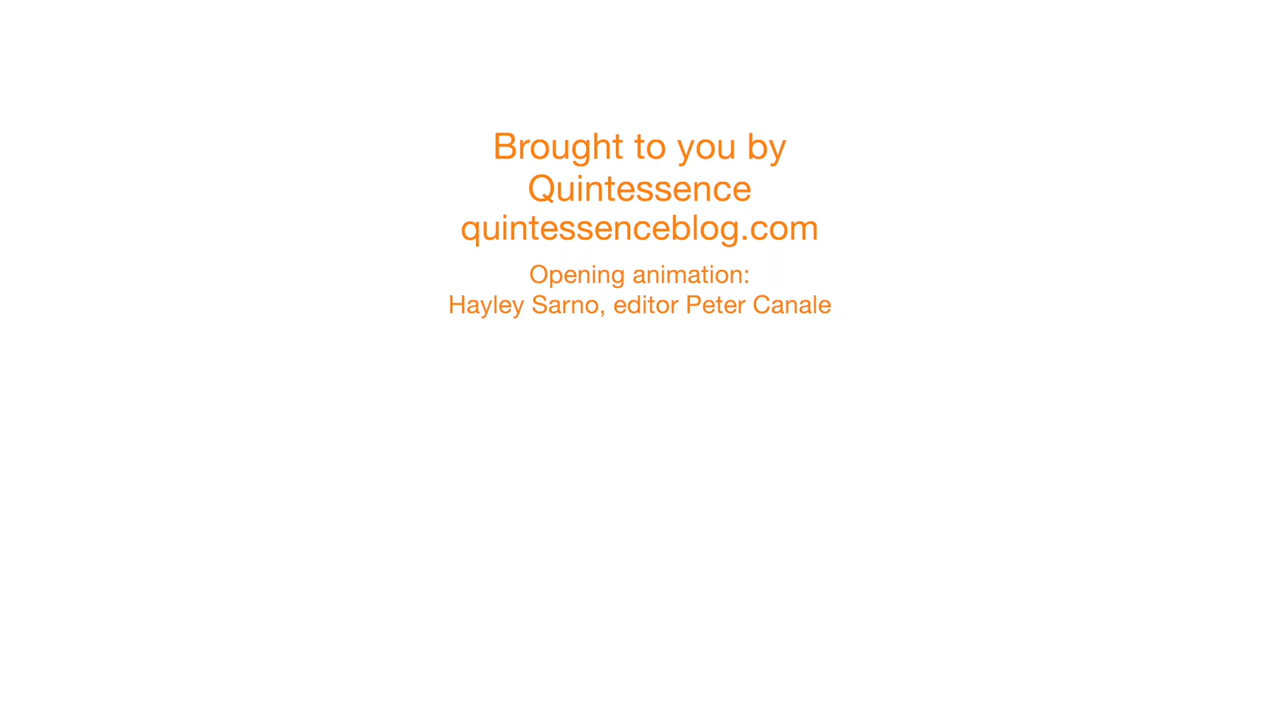 Brought to you by
Quintessence
quintessenceblog.com
Opening animation:
Hayley Sarno, editor Peter Canale